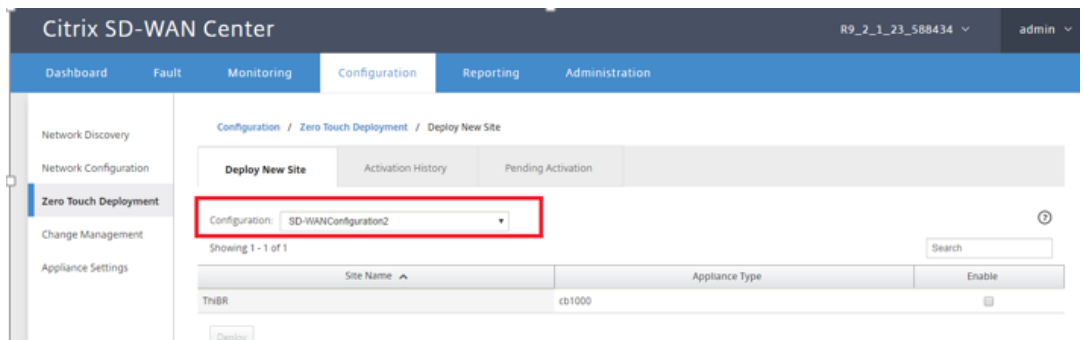 Citrix SD-WAN Center
R9_2_1_23_588434
admin
Dashboard Fault Monitoring Configuration Reporting Administration
Network Discovery
Network Configuration
Zero Touch Deployment
Change Management
Appliance Settings
Configuration / Zero Touch Deployment / Deploy New Site
Deploy New Site Activation History Pending Activation
Configuration: SD-WANConfiguration2
Showing 1 - 1 of 1
Search
Site Name Appliance Type Enable
ThiBR cb1000
Deploy